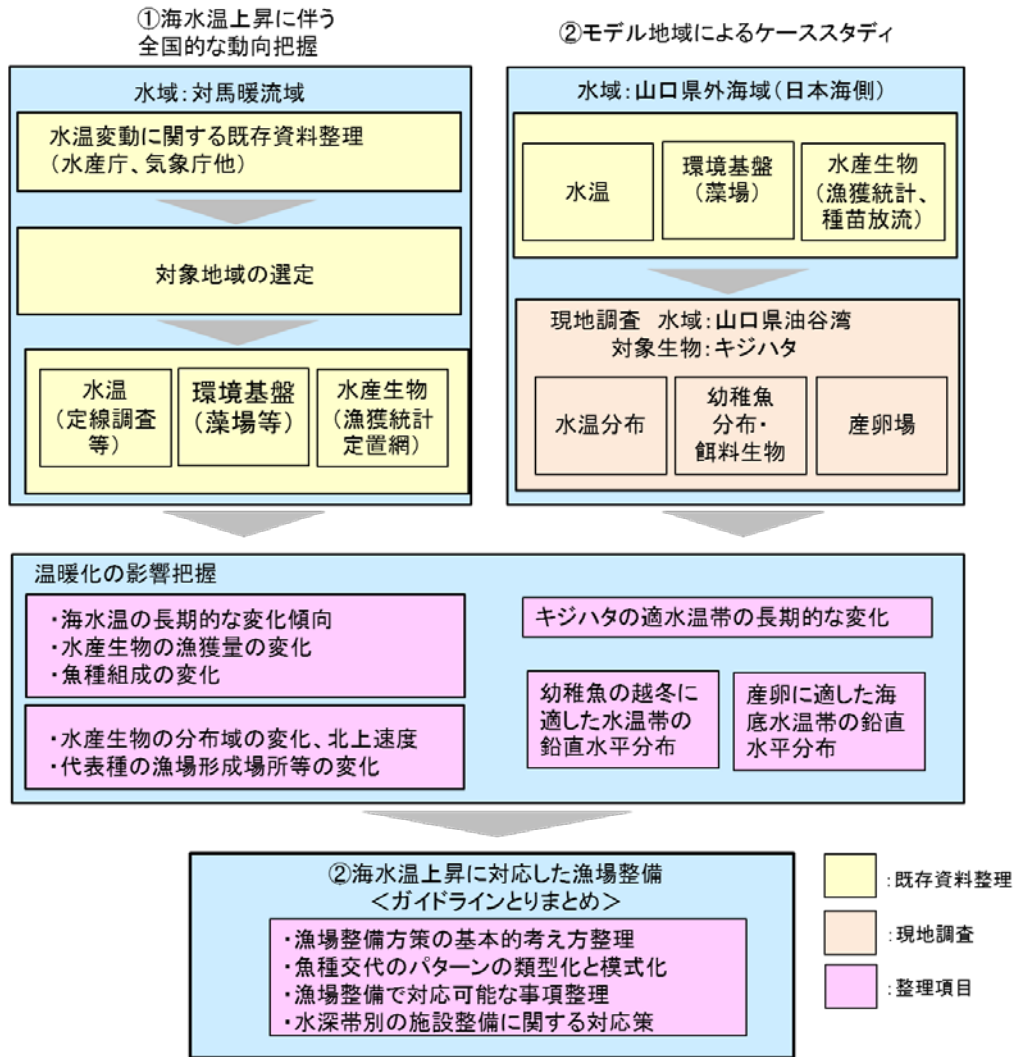 ①海水温上昇に伴う
全国的な動向把握
水域:対馬暖流域
水温変動に関する既存資料整理
(水産庁、気象庁他)
対象地域の選定
水温
(定線調査
等)
環境基盤
(藻場等)
水産生物
(漁獲統計
定置網)
②モデル地域によるケーススタディ
水域:山口県外海域(日本海側)
水温
環境基盤
(藻場)
水産生物
(漁獲統計、
種苗放流)
現地調査 水域:山口県油谷湾
対象生物:キジハタ
水温分布
幼稚魚
分布・
餌料生物
産卵場
温暖化の影響把握
・海水温の長期的な変化傾向
・水産生物の漁獲量の変化
・魚種組成の変化
・水産生物の分布域の変化、北上速度
・代表種の漁場形成場所等の変化
キジハタの適水温帯の長期的な変化
幼稚魚の越冬に
適した水温帯の
鉛直水平分布
産卵に適した海
底水温帯の鉛直
水平分布
②海水温上昇に対応した漁場整備
<ガイドラインとりまとめ>
・漁場整備方策の基本的考え方整理
・魚種交代のパターンの類型化と模式化
・漁場整備で対応可能な事項整理
・水深帯別の施設整備に関する対応策
:既存資料整理
:現地調査
:整理項目